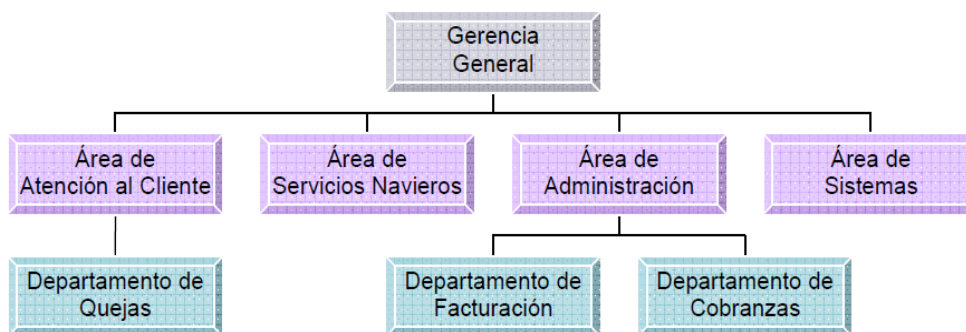 Gerencia
General
Área de
Atención al Cliente
Área de
Servicios Navieros
Área de
Administración
Área de
Sistemas
Departamento de
Quejas
Departamento de
Facturación
Departamento de
Cobranzas